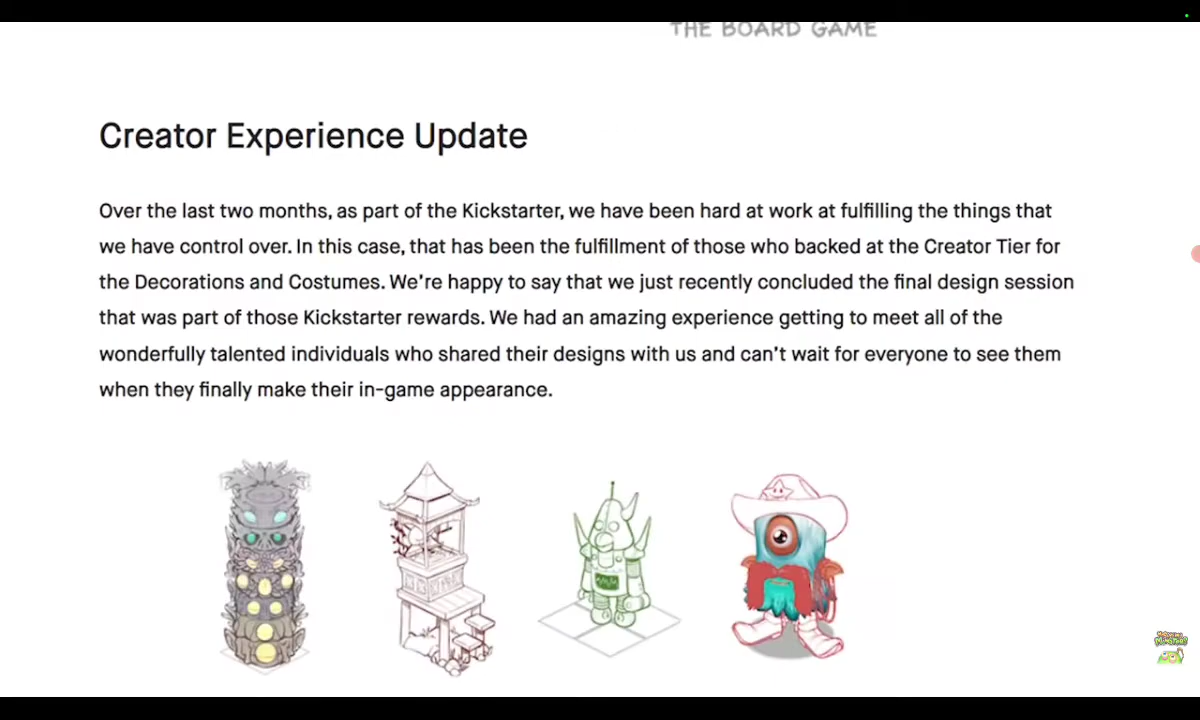 THE BOARD GAME
Creator Experience Update
Over the last two months, as part of the Kickstarter, we have been hard at work at fulfilling the things that
we have control over. In this case, that has been the fulfillment of those who backed at the Creator Tier for
the Decorations and Costumes. We're happy to say that we just recently concluded the final design session
that was part of those Kickstarter rewards. We had an amazing experience getting to meet all of the
wonderfully talented individuals who shared their designs with us and can't wait for everyone to see them
when they finally make their in-game appearance.